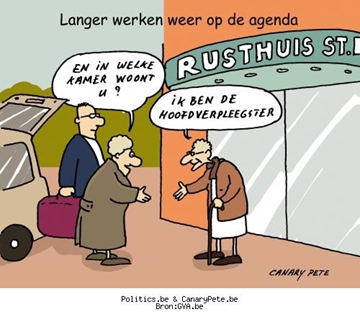 Langer werken weer op de agenda
EN IN WELKE
KAMER WOONT
U ?
RUSTHUIS ST.
IK BEN DE
HOOFDVERPLEEGSTER
CANARY PETE
Politics.be & CanaryPete.be
Bron:GVA.be